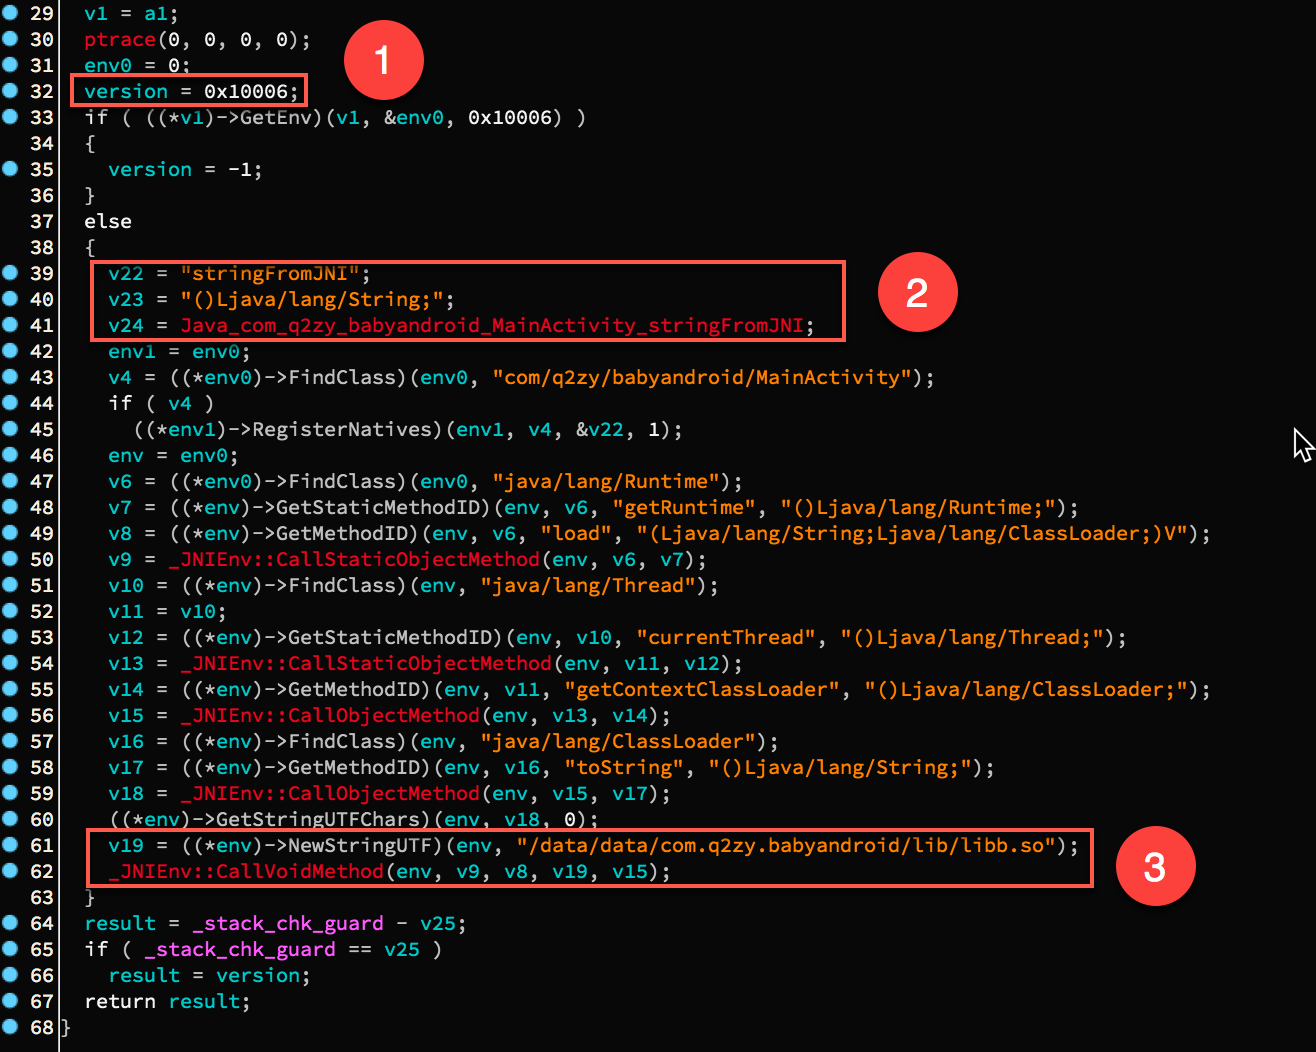 29 v1 = a1;
30 ptrace(0, 0, 0, 0);
31 env0 = 0;
32 version = 0x10006;
33 if ( ((*v1)->GetEnv)(v1, &env0, 0x10006) )
34 {
35 version = -1;
36 }
37 else
38 {
39 v22 = "stringFromJNI";
40 v23 = "()Ljava/lang/String;";
41 v24 = Java_com_q2zy_babyandroid_MainActivity_stringFromJNI;
42 env1 = env0;
43 v4 = ((*env0)->FindClass)(env0, "com/q2zy/babyandroid/MainActivity");
44 if ( v4 )
45 ((*env1)->RegisterNatives)(env1, v4, &v22, 1);
46 env = env0;
47 v6 = ((*env0)->FindClass)(env0, "java/lang/Runtime");
48 v7 = ((*env)->GetStaticMethodID)(env, v6, "getRuntime", "()Ljava/lang/Runtime;");
49 v8 = ((*env)->GetMethodID)(env, v6, "load", "(Ljava/lang/String;Ljava/lang/ClassLoader;)V");
50 v9 = _JNIEnv::CallStaticObjectMethod(env, v6, v7);
51 v10 = ((*env)->FindClass)(env, "java/lang/Thread");
52 v11 = v10;
53 v12 = ((*env)->GetStaticMethodID)(env, v10, "currentThread", "()Ljava/lang/Thread;");
54 v13 = _JNIEnv::CallStaticObjectMethod(env, v11, v12);
55 v14 = ((*env)->GetMethodID)(env, v11, "getContextClassLoader", "()Ljava/lang/ClassLoader;");
56 v15 = _JNIEnv::CallObjectMethod(env, v13, v14);
57 v16 = ((*env)->FindClass)(env, "java/lang/ClassLoader");
58 v17 = ((*env)->GetMethodID)(env, v16, "toString", "()Ljava/lang/String;");
59 v18 = _JNIEnv::CallObjectMethod(env, v15, v17);
60 ((*env)->GetStringUTFChars)(env, v18, 0);
61 v19 = ((*env)->NewStringUTF)(env, "/data/data/com.q2zy.babyandroid/lib/libb.so");
62 _JNIEnv::CallVoidMethod(env, v9, v8, v19, v15);
63 }
64 result = _stack_chk_guard - v25;
65 if ( _stack_chk_guard == v25 )
66 result = version;
67 return result;
68 }
1
2
3